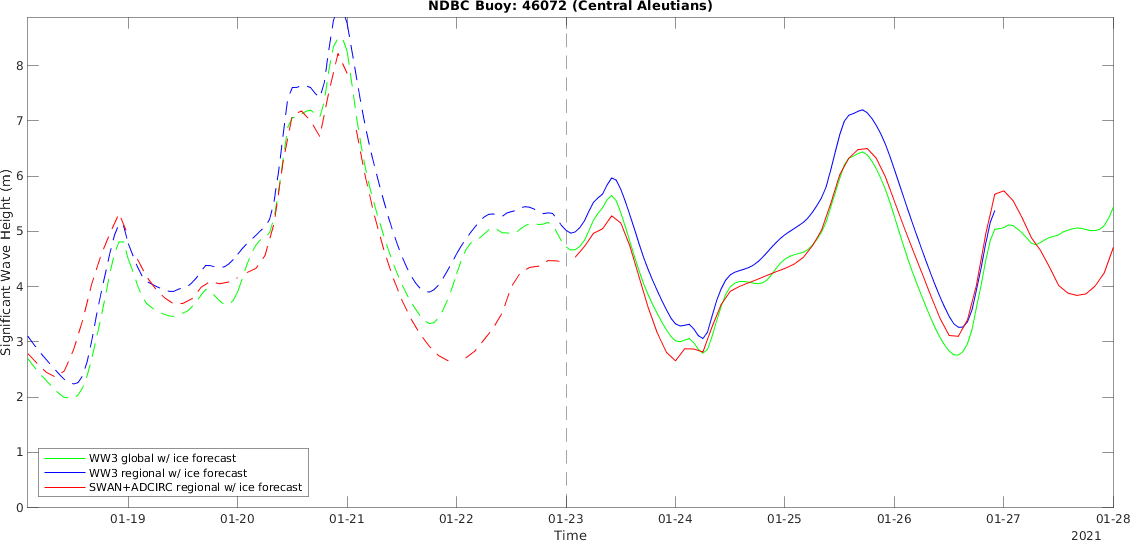 NDBC Buoy: 46072 (Central Aleutians)
Significant Wave Height (m)
8
7
6
5
4
3
2
1
0
WW3 global w/ ice forecast
WW3 regional w/ ice forecast
SWAN+ADCIRC regional w/ ice forecast
01-19 01-20 01-21 01-22 01-23 01-24 01-25 01-26 01-27 01-28
Time
2021